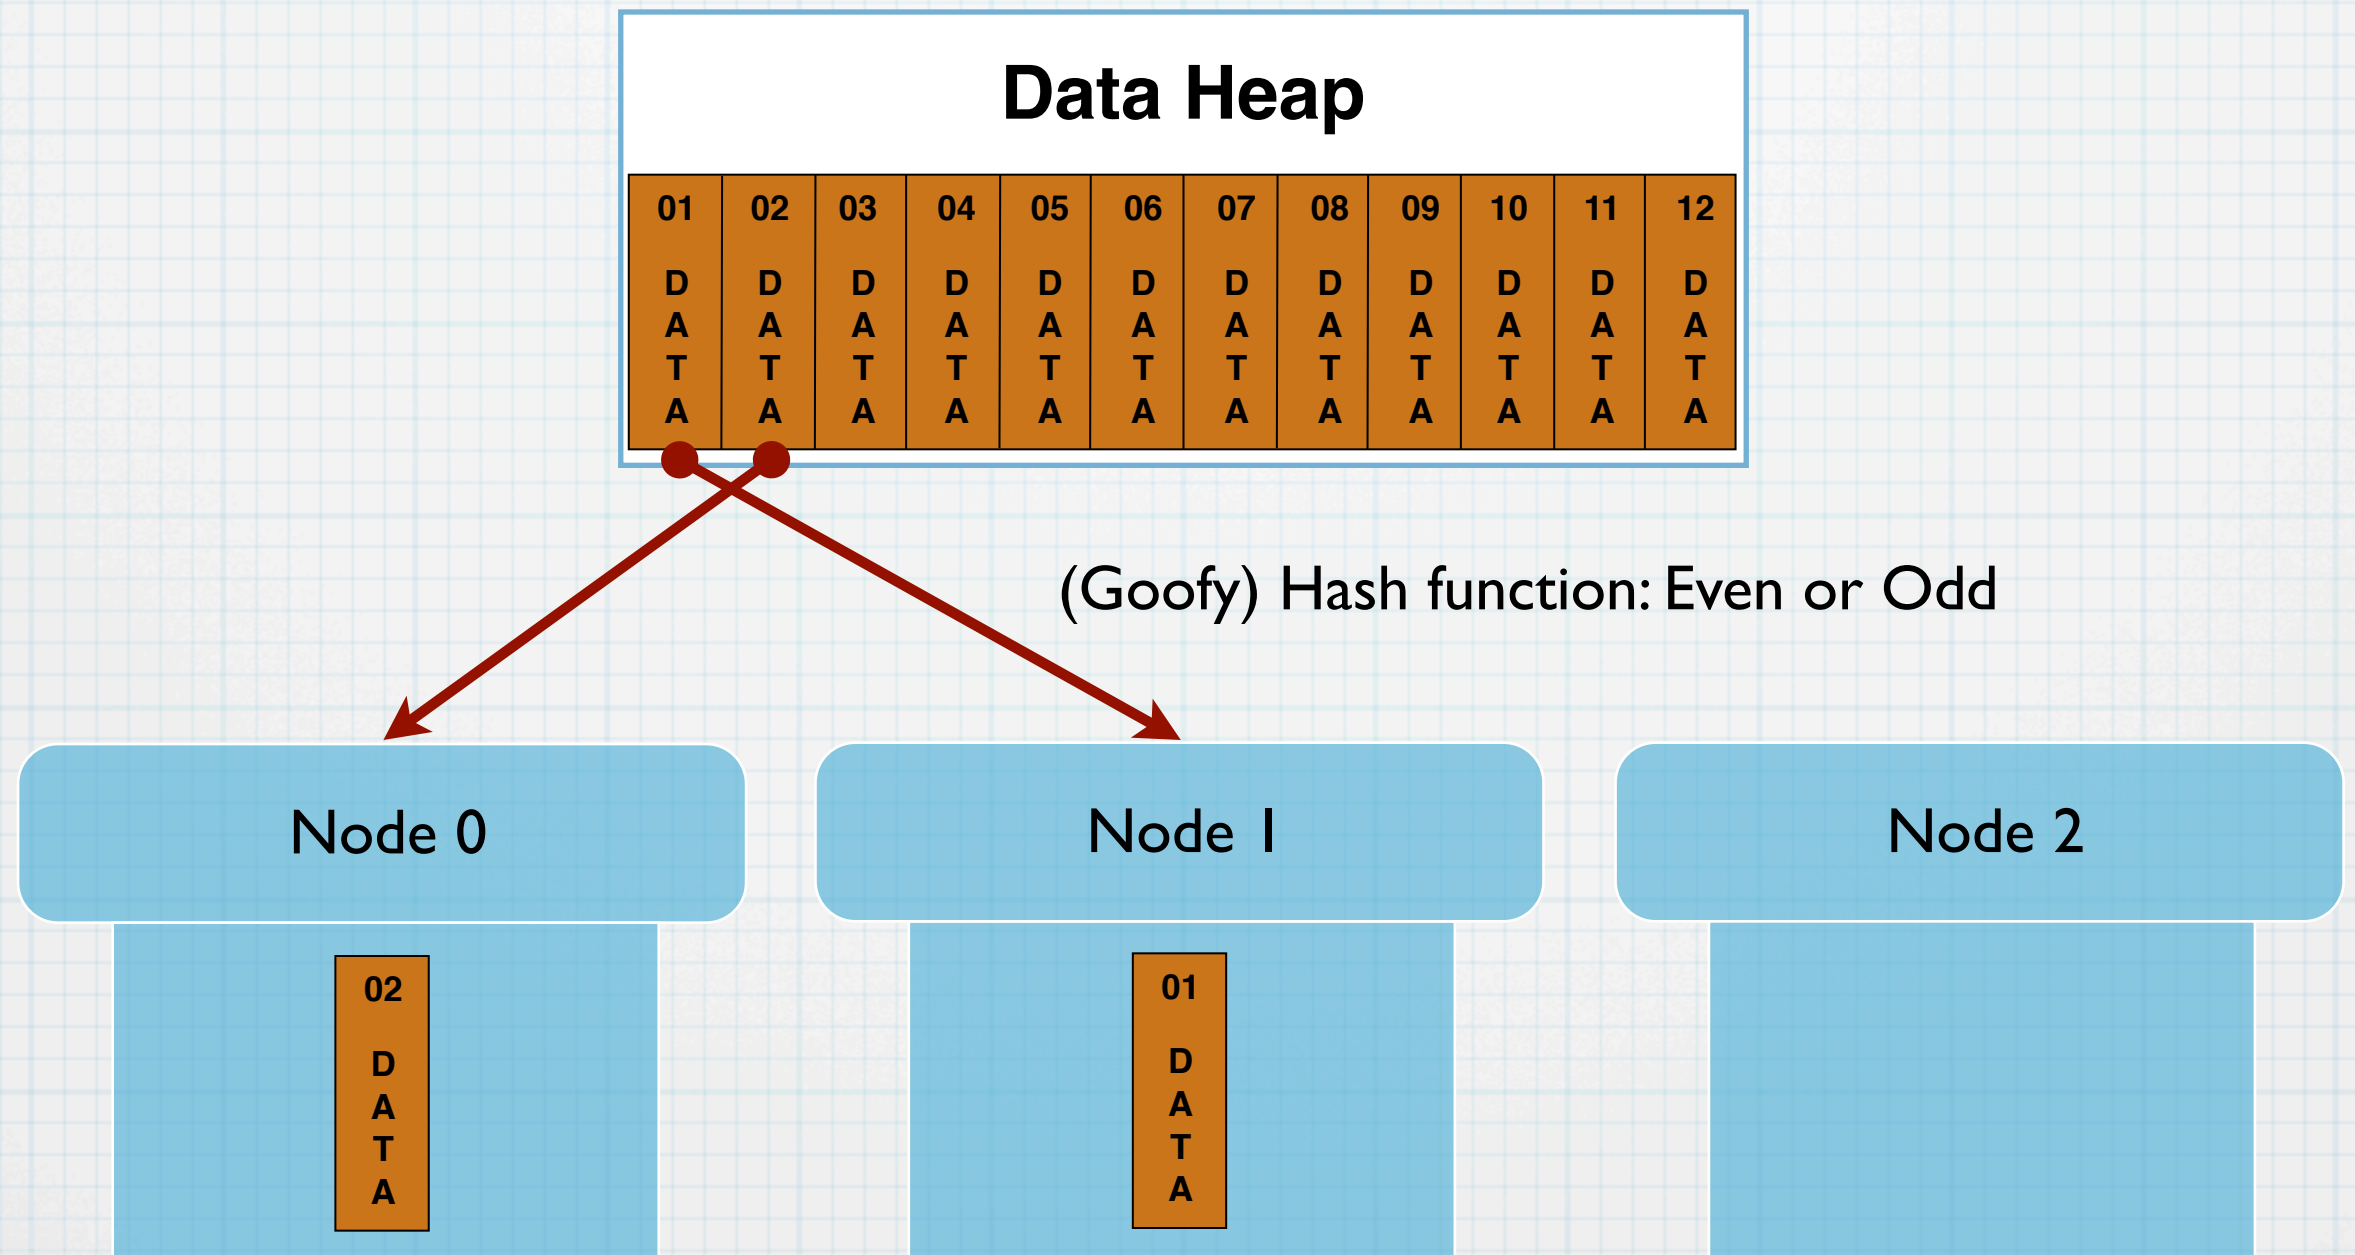 Data Heap
01 02 03 04 05 06 07 08 09 10 11 12
D D D D D D D D D D D D
A A A A A A A A A A A A
T T T T T T T T T T T T
A A A A A A A A A A A A
(Goofy) Hash function: Even or Odd
Node 0
Node 1
Node 2
02
D
A
T
A
01
D
A
T
A